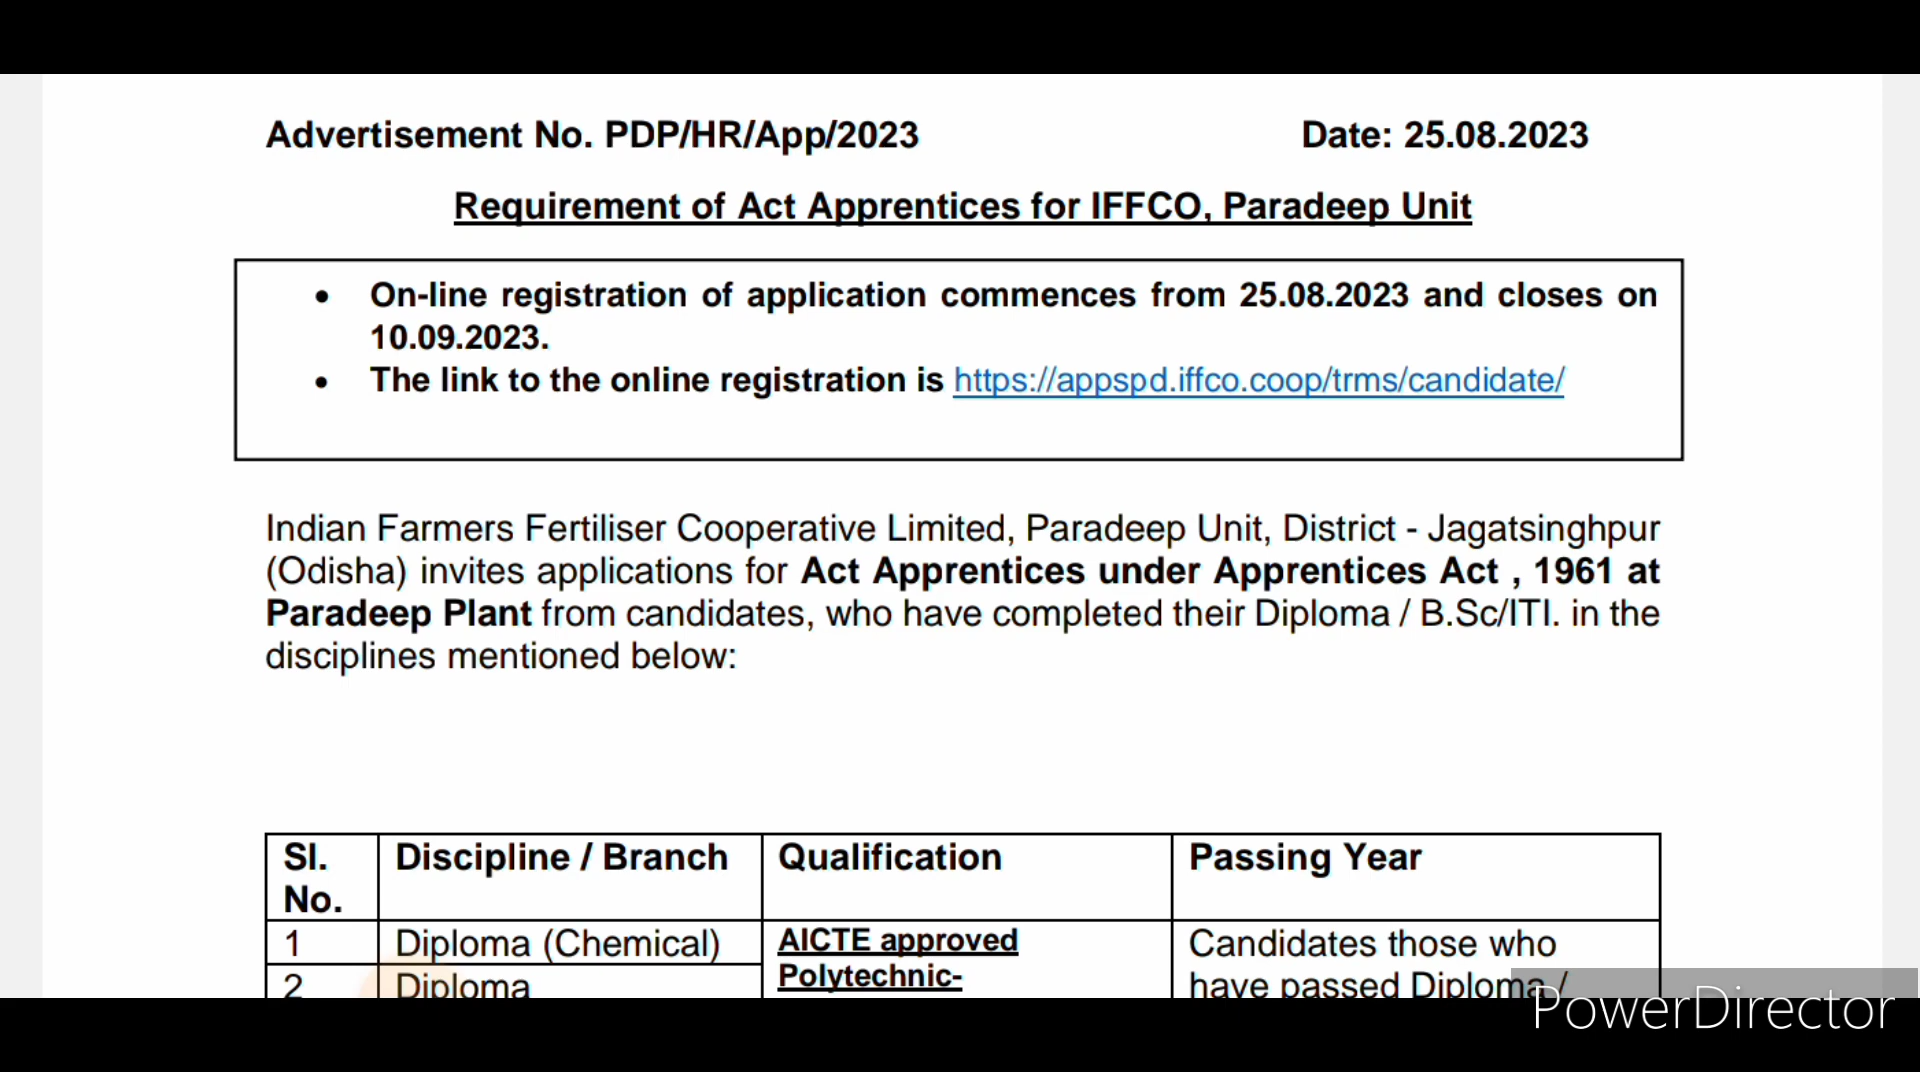 Advertisement No. PDP/HR/App/2023 Date: 25.08.2023
Requirement of Act Apprentices for IFFCO, Paradeep Unit
• On-line registration of application commences from 25.08.2023 and closes on
10.09.2023.
• The link to the online registration is https://appspd.iffco.coop/trms/candidate/
Indian Farmers Fertiliser Cooperative Limited, Paradeep Unit, District - Jagatsinghpur
(Odisha) invites applications for Act Apprentices under Apprentices Act , 1961 at
Paradeep Plant from candidates, who have completed their Diploma / B.Sc/ITI. in the
disciplines mentioned below:
Sl. Discipline / Branch Qualification Passing Year
No.
1 Diploma (Chemical) AICTE approved Candidates those who
2 Diploma Polytechnic- have passed Diploma /
PowerDirector